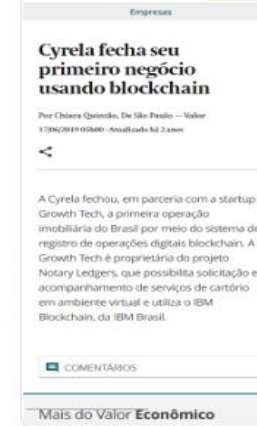 Empresas
Cyrela fecha seu
primeiro negócio
usando blockchain
Por Chiara Quintão, De São Paulo — Valor
17/06/2019 05h00 · Atualizado há 2 anos
A Cyrela fechou, em parceria com a startup
Growth Tech, a primeira operação
imobiliária do Brasil por meio do sistema de
registro de operações digitais blockchain. A
Growth Tech é proprietária do projeto
Notary Ledgers, que possibilita solicitação e
acompanhamento de serviços de cartório
em ambiente virtual e utiliza o IBM
Blockchain, da IBM Brasil.
COMENTÁRIOS
Mais do Valor Econômico